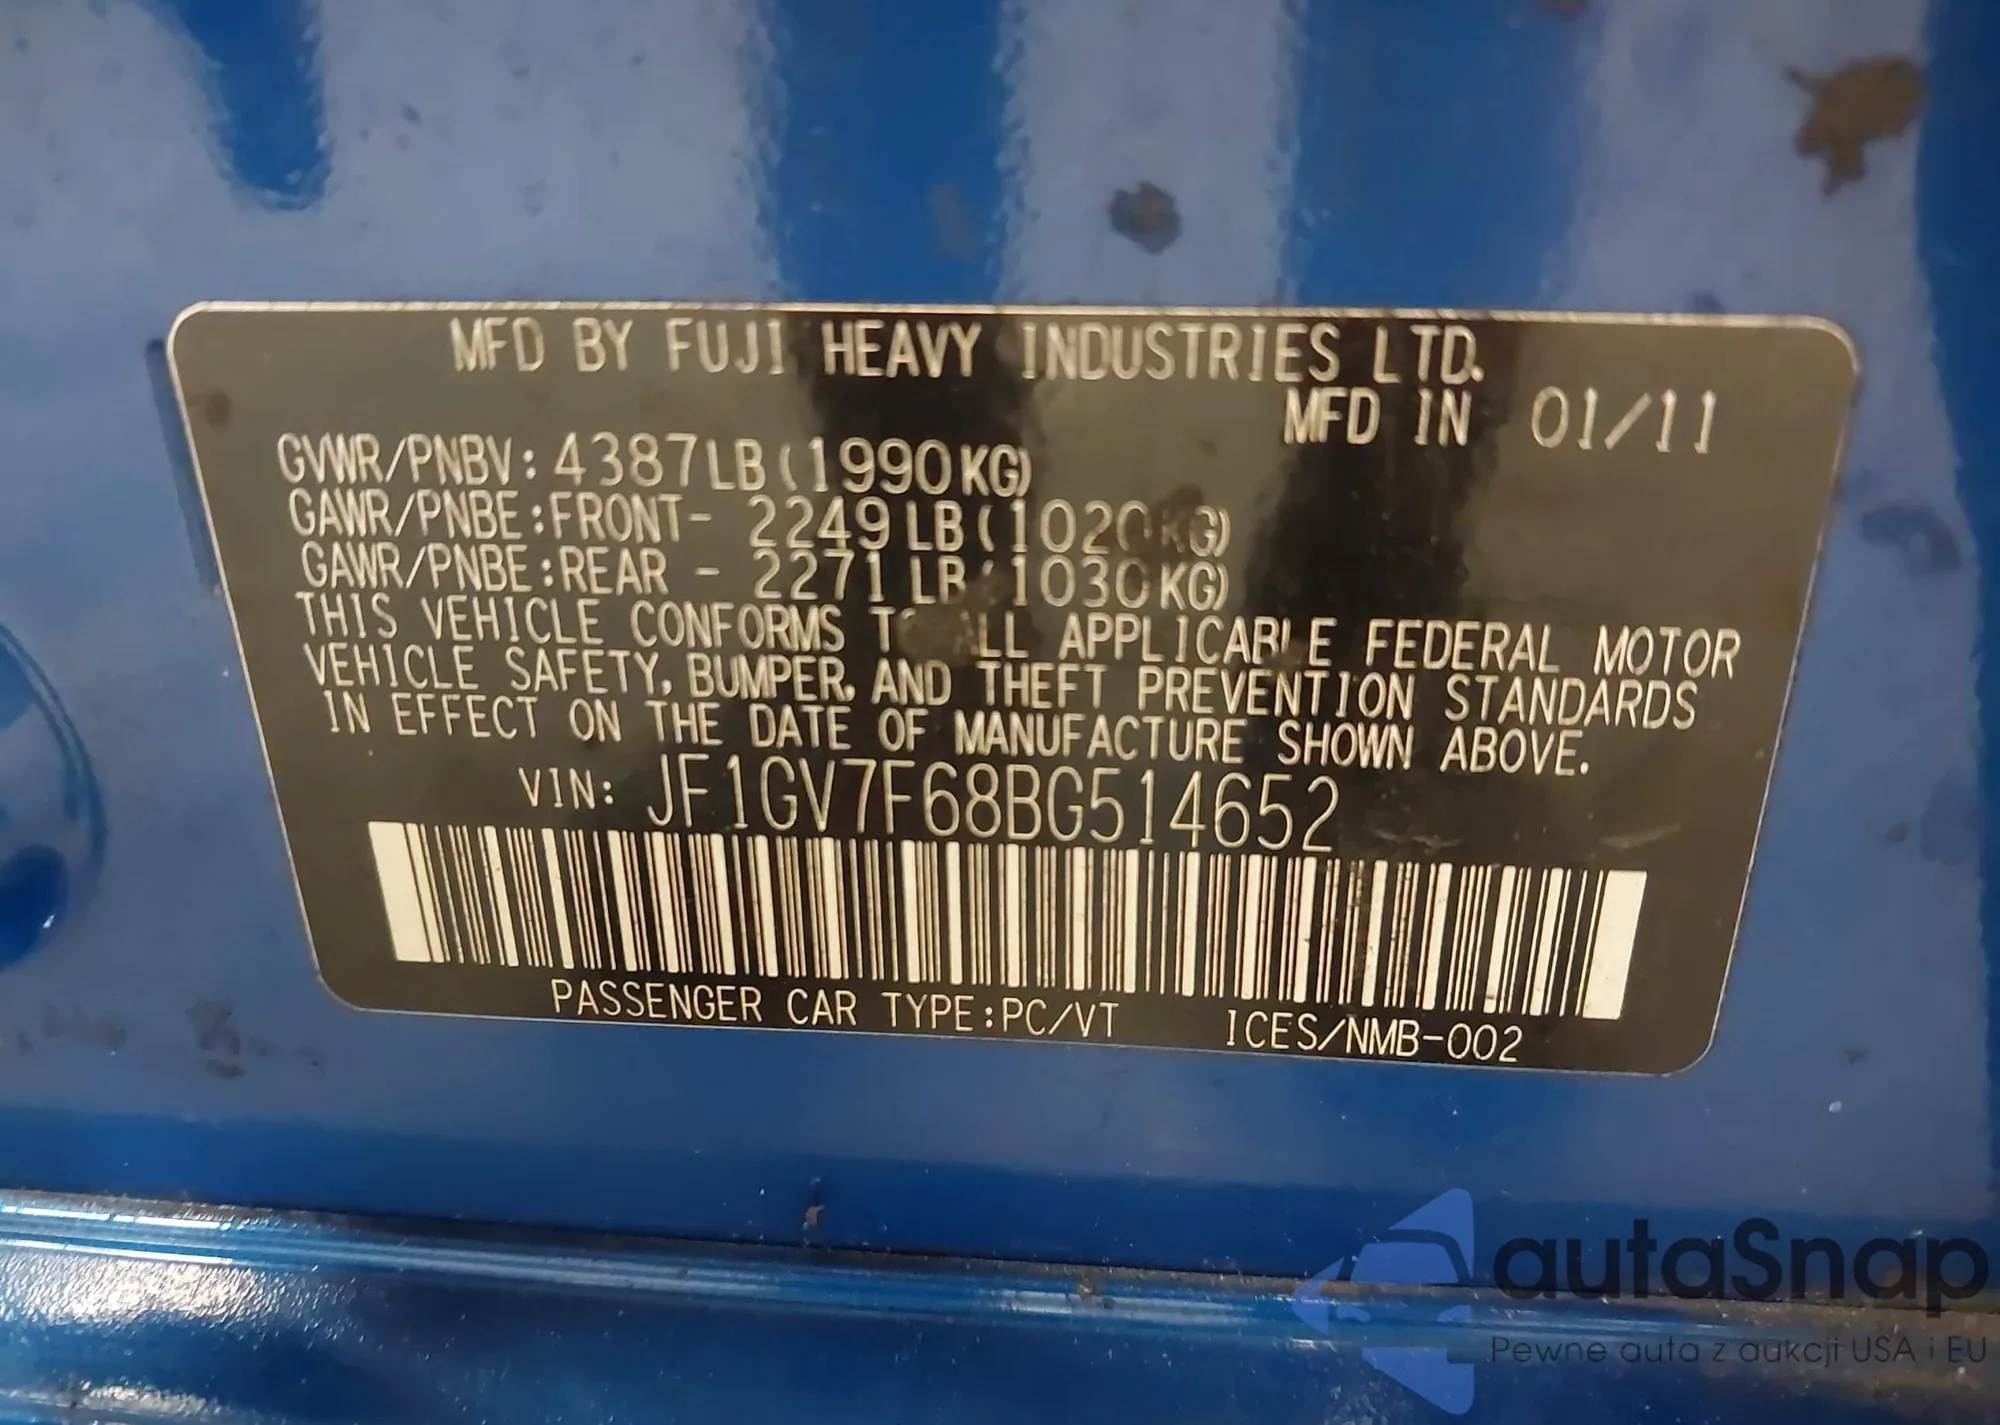 MFD BY FUJI HEAVY INDUSTRIES LTD.
MFD IN 01/11
GVWR/PNBV: 4387LB (1990KG)
GAWR/PNBE:FRONT- 2249LB (1020KG)
GAWR/PNBE:REAR - 2271LB (1030KG)
THIS VEHICLE CONFORMS TO ALL APPLICABLE FEDERAL MOTOR
VEHICLE SAFETY, BUMPER, AND THEFT PREVENTION STANDARDS
IN EFFECT ON THE DATE OF MANUFACTURE SHOWN ABOVE.
VIN: JF1GV7F68BG514652
PASSENGER CAR TYPE:PC/VT ICES/NMB-002
autaSnap
Pewne auta z aukcji USA i EU